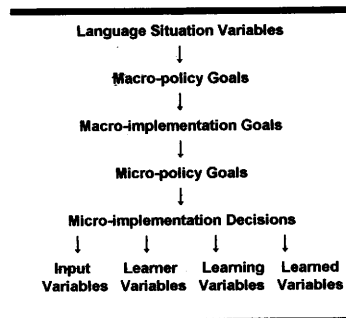 Language Situation Variables
Macro-policy Goals
Macro-implementation Goals
Micro-policy Goals
Micro-implementation Decisions
Input Learner Learning Learned
Variables Variables Variables Variables